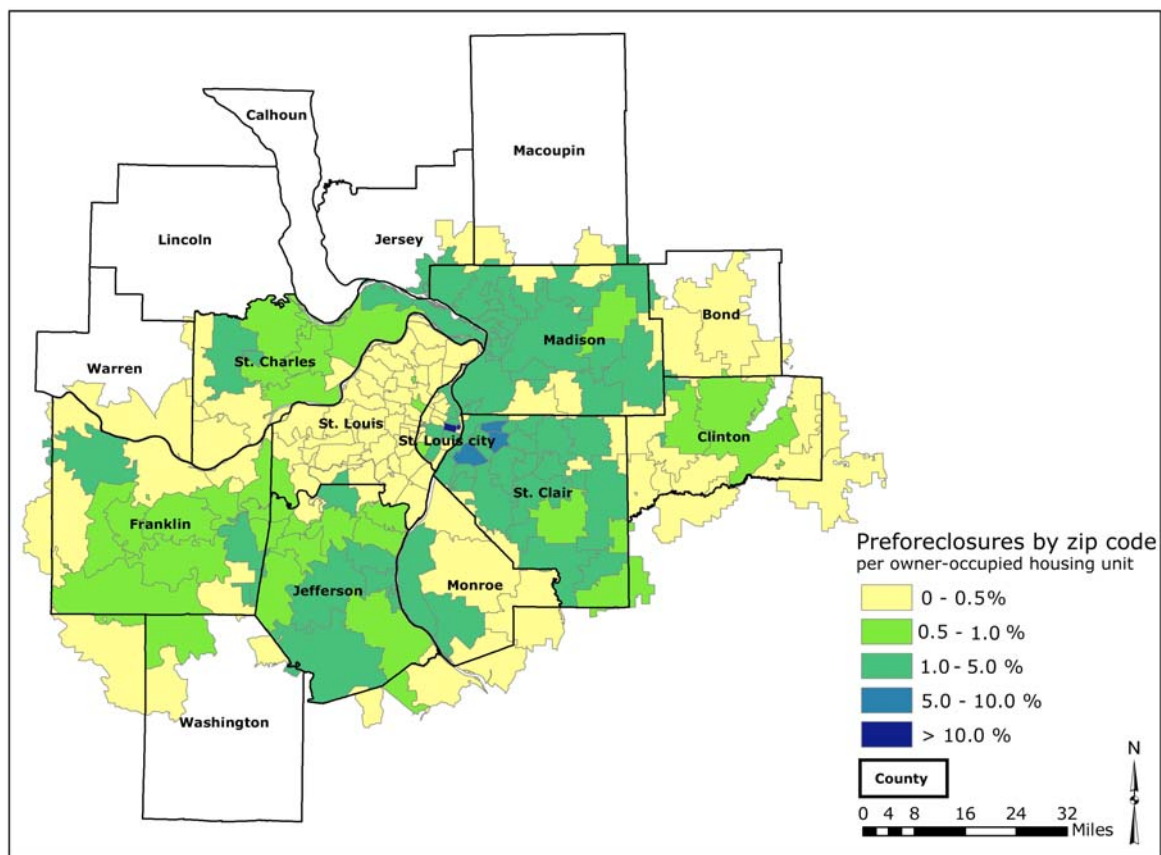 Calhoun
Macoupin
Lincoln
Jersey
Bond
Madison
St. Charles
Warren
St. Louis
St. Louis city
Clinton
St. Clair
Franklin
Jefferson
Monroe
Washington
Preforeclosures by zip code
per owner-occupied housing unit
0 - 0.5%
0.5 - 1.0 %
1.0 - 5.0 %
5.0 - 10.0 %
> 10.0 %
County
N
0 4 8 16 24 32
Miles